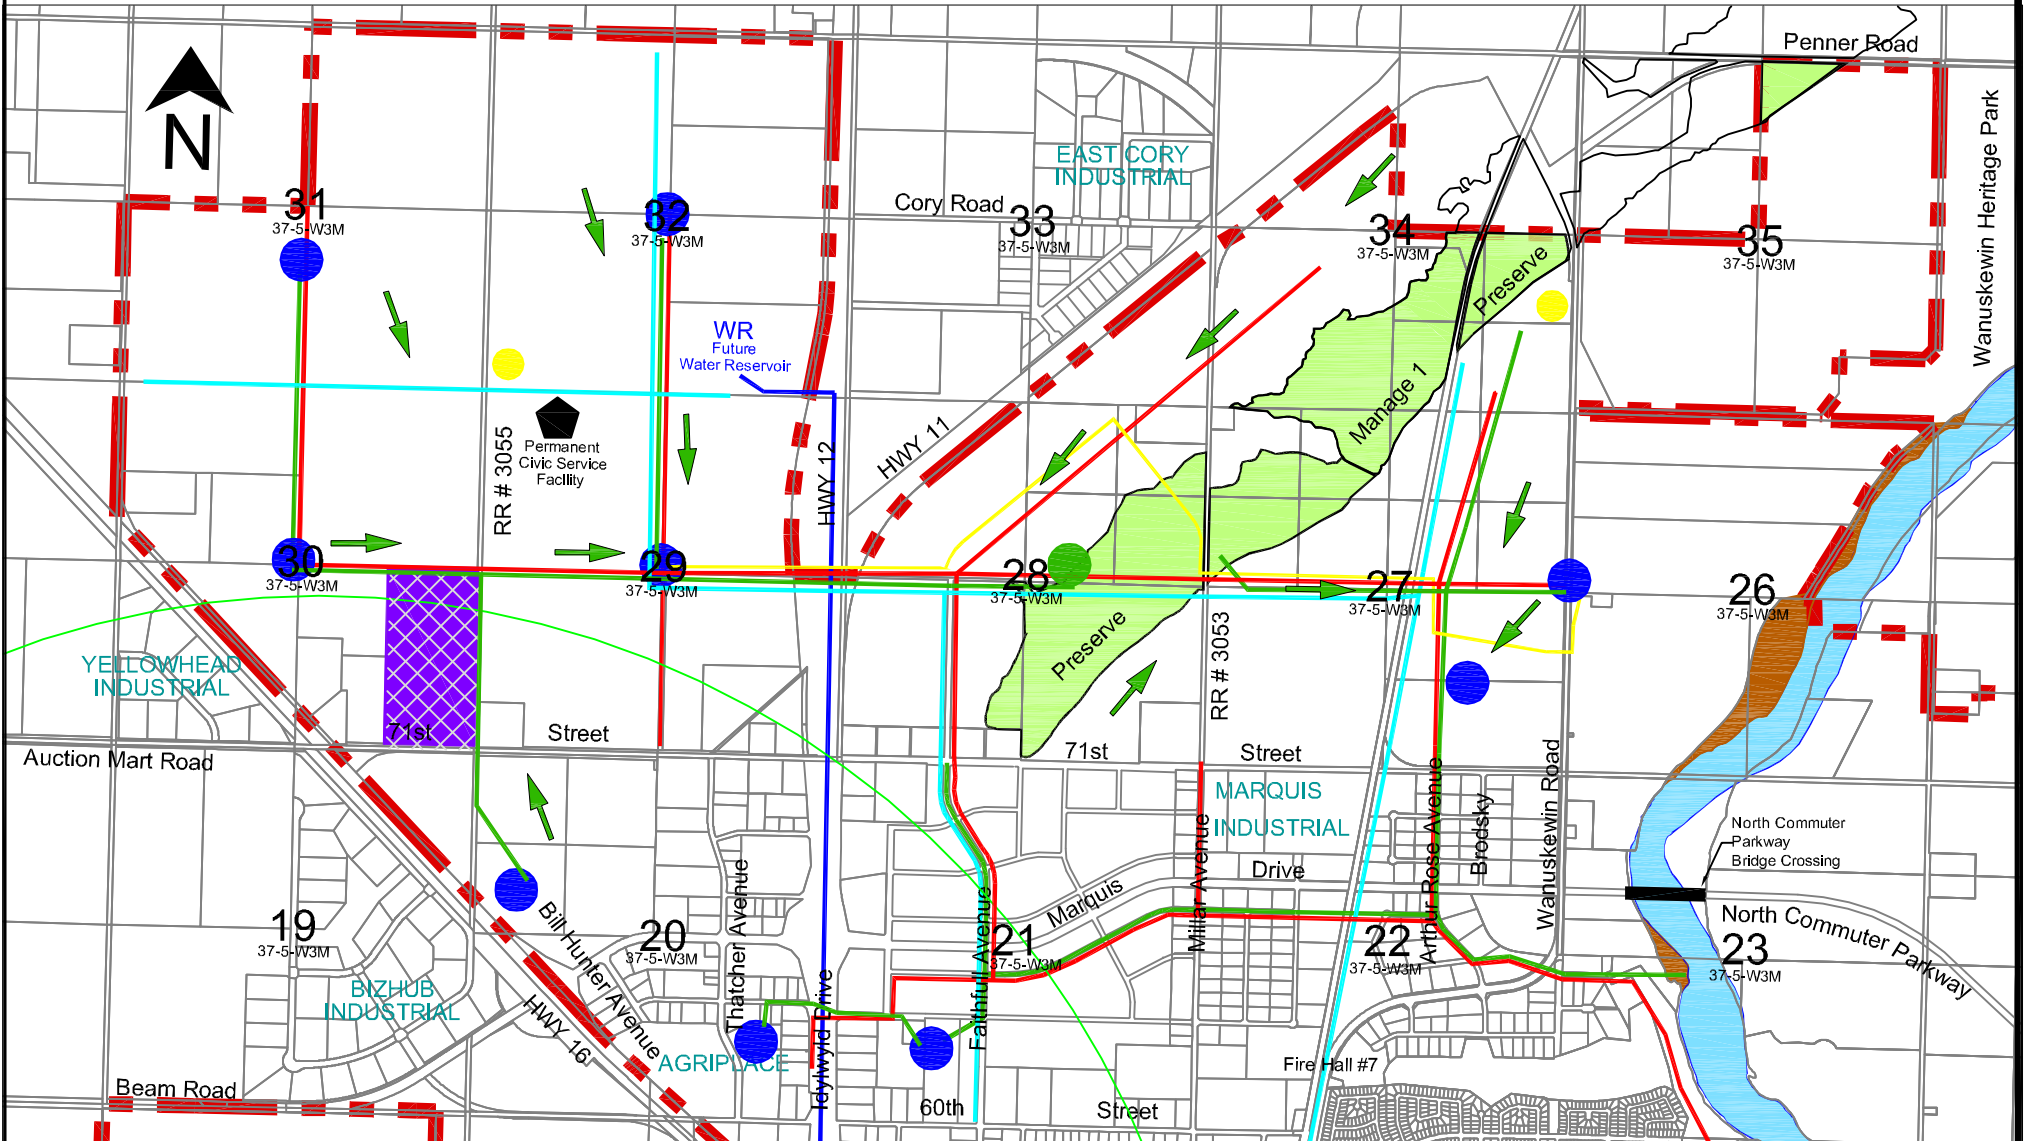 Penner Road
N
Wanuskewin Heritage Park
EAST CORY
INDUSTRIAL
31
37-5-W3M
32
37-5-W3M
Cory Road
33
37-5-W3M
34
37-5-W3M
35
37-5-W3M
Preserve
WR
Future
Water Reservoir
Manage 1
HWY 11
HWY 12
RR # 3055
Permanent
Civic Service
Facility
30
37-5-W3M
29
37-5-W3M
28
37-5-W3M
27
37-5-W3M
26
37-5-W3M
Preserve
RR # 3053
YELLOWHEAD
INDUSTRIAL
71st
Street
71st
Street
Auction Mart Road
MARQUIS
INDUSTRIAL
Arthur Rose Avenue
Brodsky
Wanuskewin Road
North Commuter
Parkway
Bridge Crossing
Marquis
Drive
Millar Avenue
Thatcher Avenue
Faithfull Avenue
Idylwyld Drive
Bill Hunter Avenue
HWY 16
19
37-5-W3M
20
37-5-W3M
21
37-5-W3M
22
37-5-W3M
23
37-5-W3M
North Commuter Parkway
BIZHUB
INDUSTRIAL
AGRIPLACE
Fire Hall #7
Beam Road
60th
Street